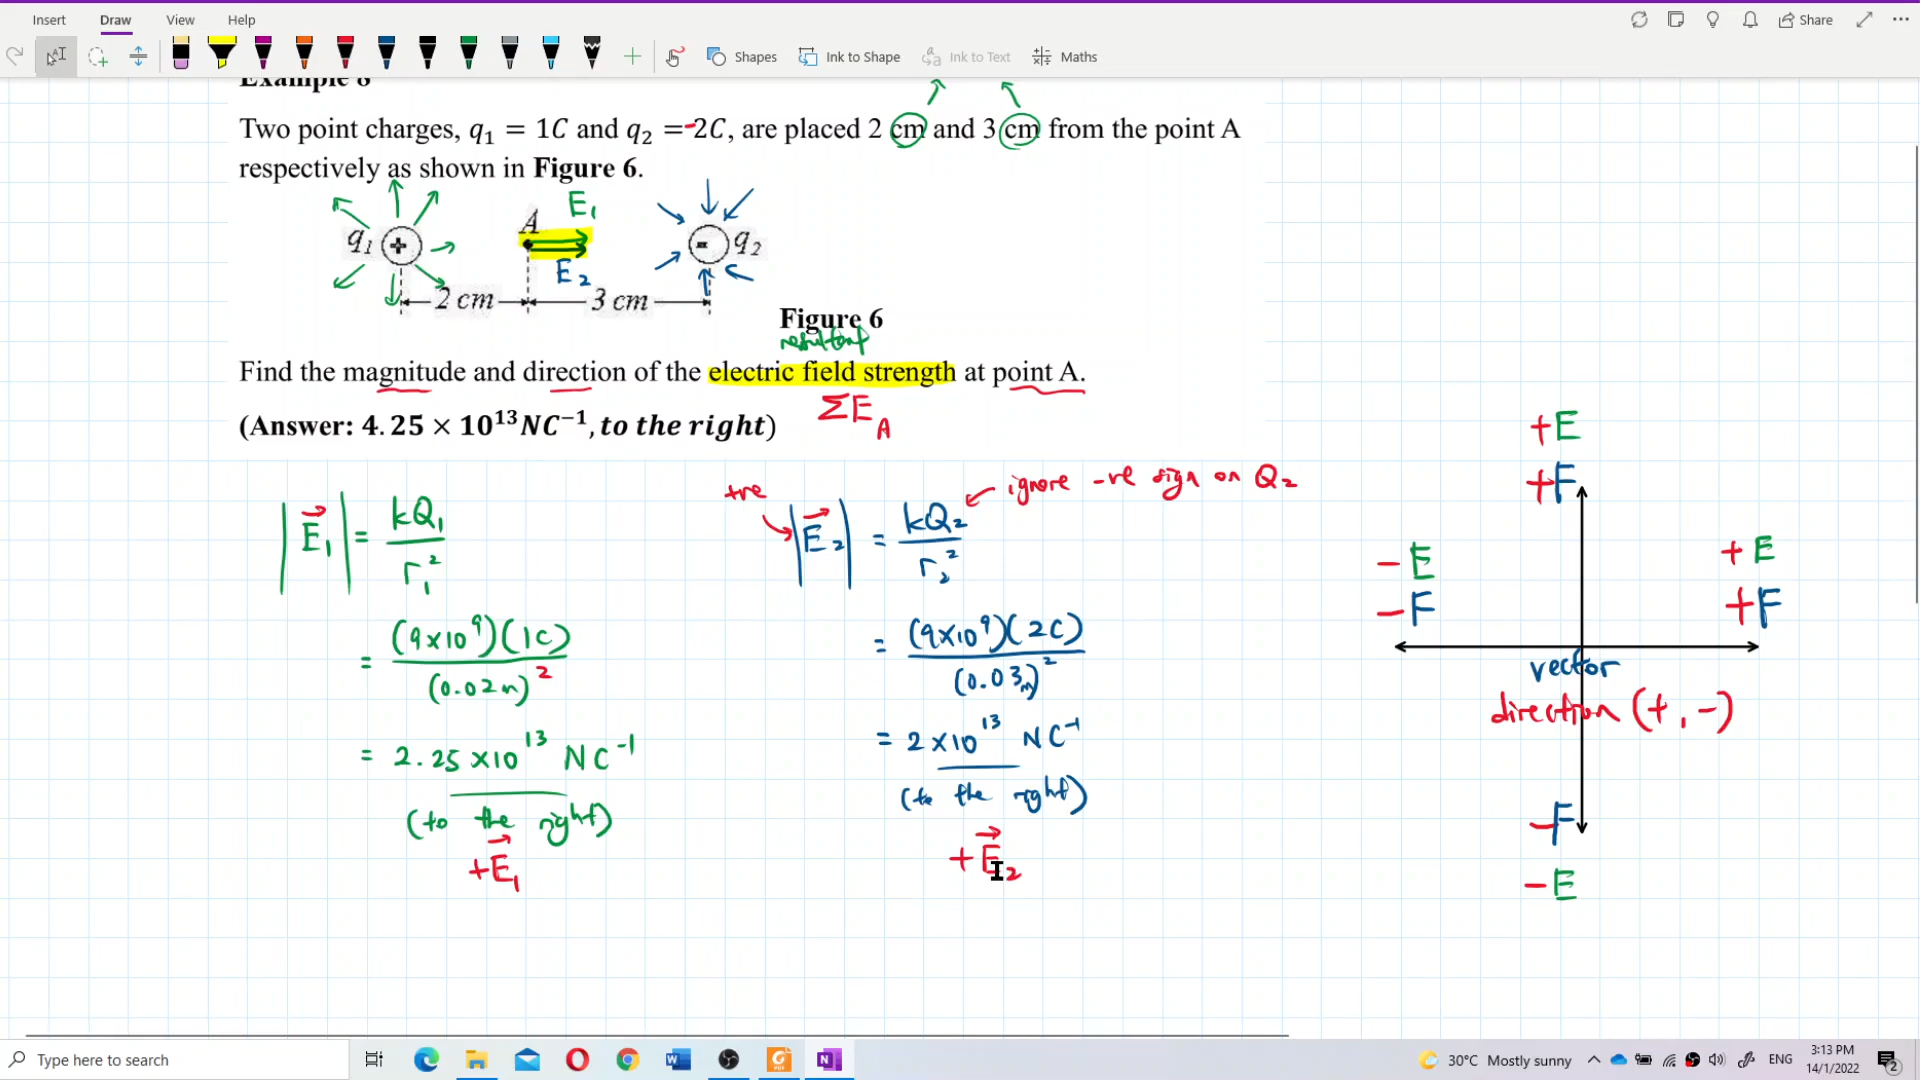 Insert Draw View Help
Share
Shapes Ink to Shape Ink to Text Maths
Example 8
Two point charges, q₁ = 1C and q₂ = -2C, are placed 2 cm and 3 cm from the point A
respectively as shown in Figure 6.
E₁
A
q₁ + - q₂
E₂
2 cm 3 cm
Figure 6
resultant
Find the magnitude and direction of the electric field strength at point A.
(Answer: 4.25 × 10¹³NC⁻¹, to the right)
ΣE_A
|E₁| = kQ₁ / r₁²
= (9×10⁹)(1C) / (0.02m)²
= 2.25 ×10¹³ NC⁻¹
(to the right)
+E₁
+ve
ignore -ve sign on Q₂
|E₂| = kQ₂ / r₂²
= (9×10⁹)(2C) / (0.03m)²
= 2 ×10¹³ NC⁻¹
(to the right)
+E₂
+E
+F
-E
-F
+E
+F
vector
direction (+, -)
-F
-E
Type here to search
30°C Mostly sunny
ENG
3:13 PM
14/1/2022
2